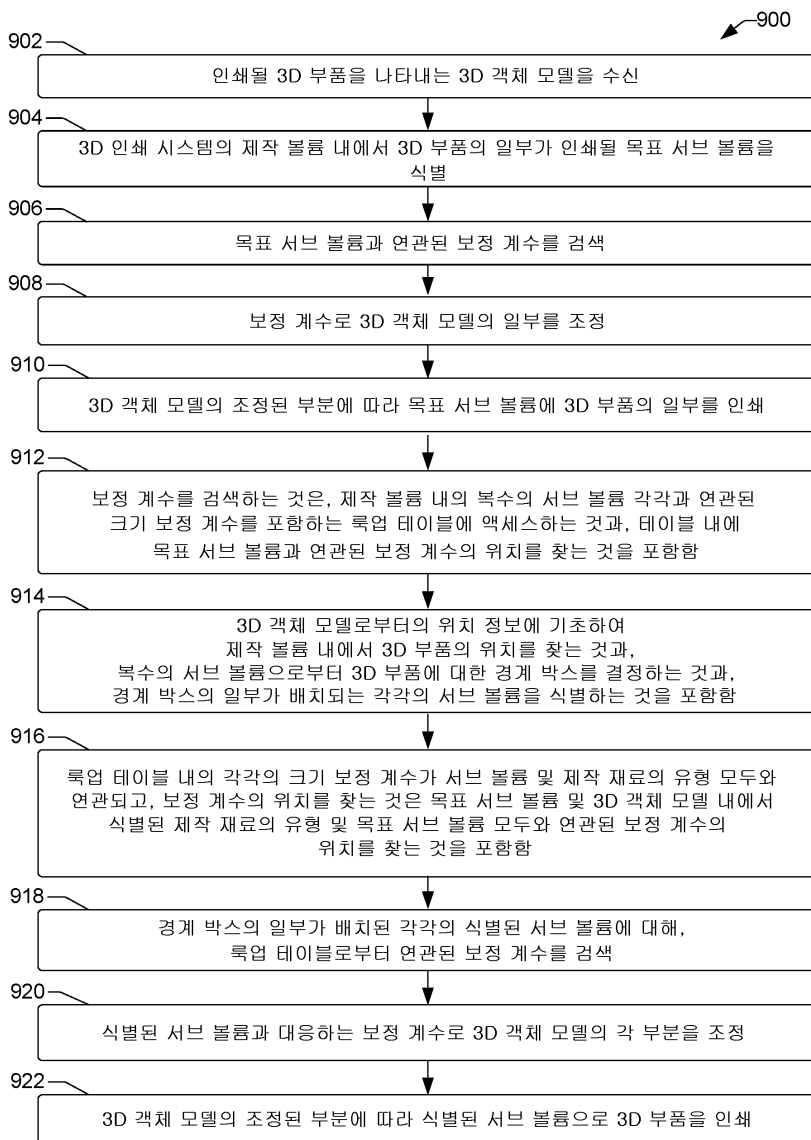 900
902
인쇄될 3D 부품을 나타내는 3D 객체 모델을 수신
904
3D 인쇄 시스템의 제작 볼륨 내에서 3D 부품의 일부가 인쇄될 목표 서브 볼륨을
식별
906
목표 서브 볼륨과 연관된 보정 계수를 검색
908
보정 계수로 3D 객체 모델의 일부를 조정
910
3D 객체 모델의 조정된 부분에 따라 목표 서브 볼륨에 3D 부품의 일부를 인쇄
912
보정 계수를 검색하는 것은, 제작 볼륨 내의 복수의 서브 볼륨 각각과 연관된
크기 보정 계수를 포함하는 룩업 테이블에 액세스하는 것과, 테이블 내에
목표 서브 볼륨과 연관된 보정 계수의 위치를 찾는 것을 포함함
914
3D 객체 모델로부터의 위치 정보에 기초하여
제작 볼륨 내에서 3D 부품의 위치를 찾는 것과,
복수의 서브 볼륨으로부터 3D 부품에 대한 경계 박스를 결정하는 것과,
경계 박스의 일부가 배치되는 각각의 서브 볼륨을 식별하는 것을 포함함
916
룩업 테이블 내의 각각의 크기 보정 계수가 서브 볼륨 및 제작 재료의 유형 모두와
연관되고, 보정 계수의 위치를 찾는 것은 목표 서브 볼륨 및 3D 객체 모델 내에서
식별된 제작 재료의 유형 및 목표 서브 볼륨 모두와 연관된 보정 계수의
위치를 찾는 것을 포함함
918
경계 박스의 일부가 배치된 각각의 식별된 서브 볼륨에 대해,
룩업 테이블로부터 연관된 보정 계수를 검색
920
식별된 서브 볼륨과 대응하는 보정 계수로 3D 객체 모델의 각 부분을 조정
922
3D 객체 모델의 조정된 부분에 따라 식별된 서브 볼륨으로 3D 부품을 인쇄